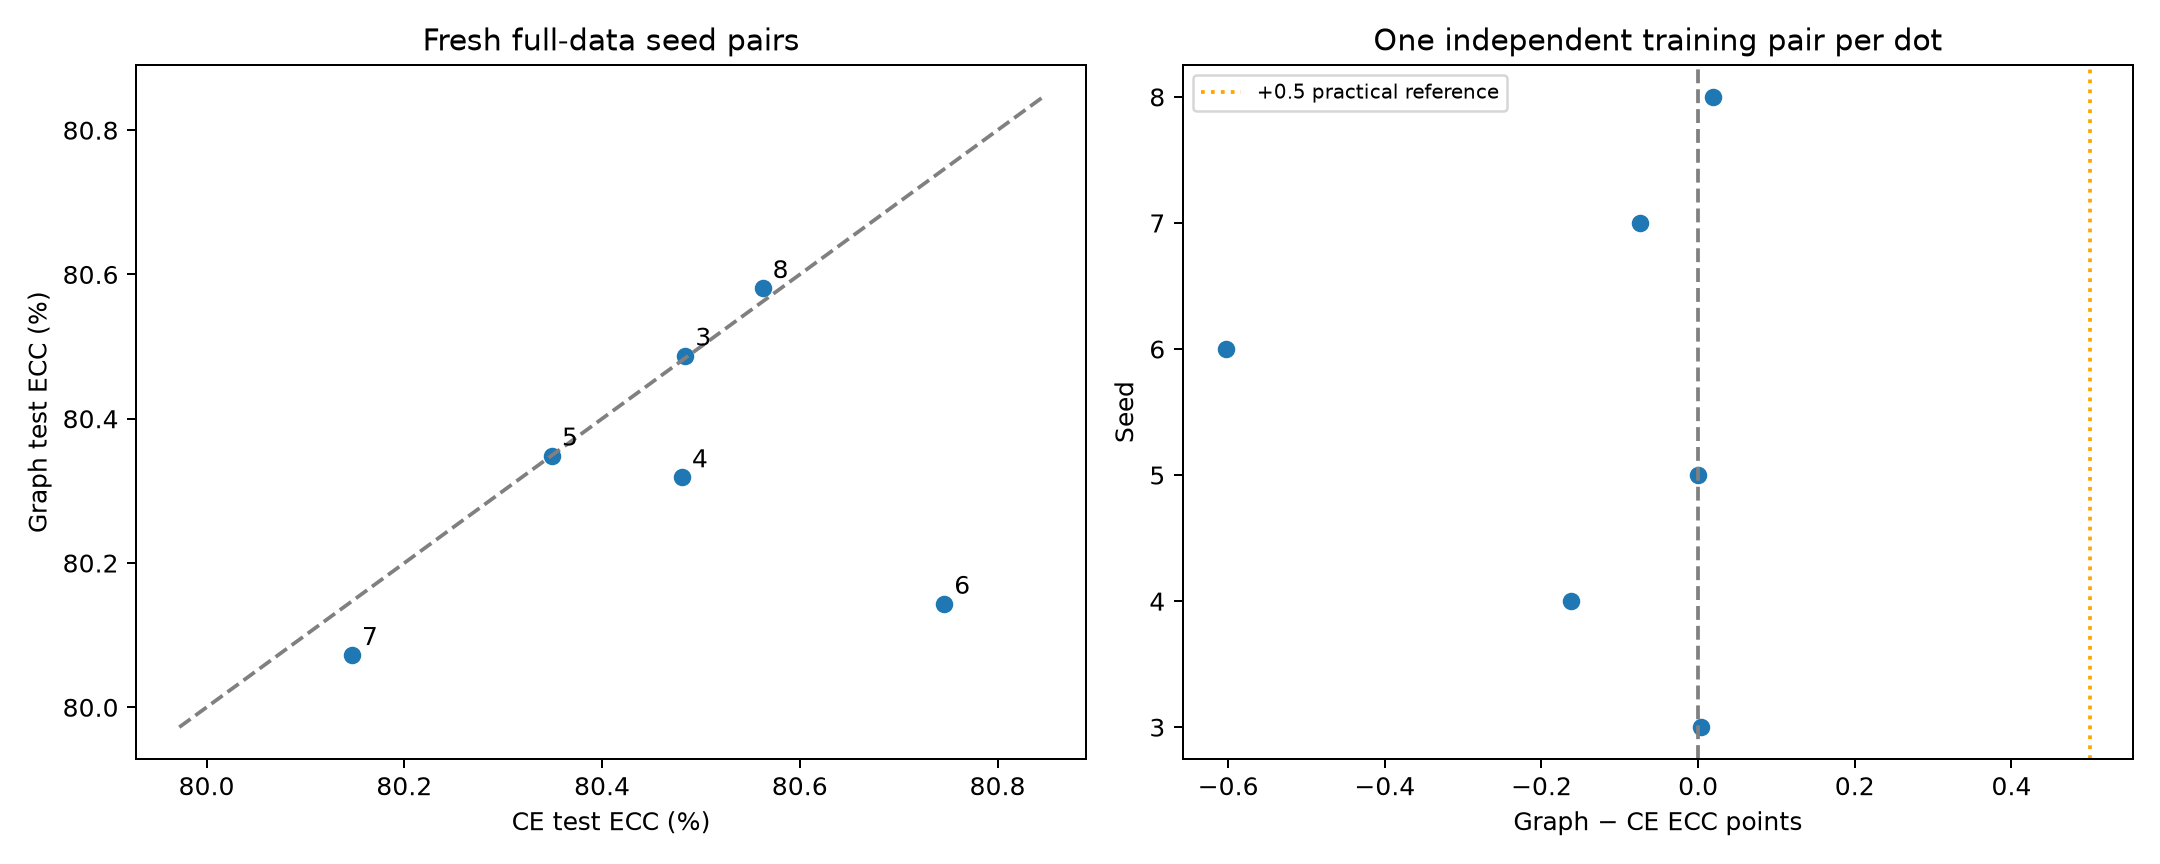 Fresh full-data seed pairs
Graph test ECC (%)
80.8
80.6
80.4
80.2
80.0
8
3
5
4
6
7
80.0 80.2 80.4 80.6 80.8
CE test ECC (%)
One independent training pair per dot
+0.5 practical reference
Seed
8
7
6
5
4
3
−0.6 −0.4 −0.2 0.0 0.2 0.4
Graph − CE ECC points